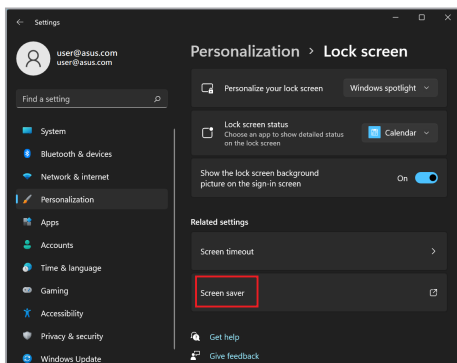 Settings
user@asus.com
user@asus.com
Find a setting
System
Bluetooth & devices
Network & internet
Personalization
Apps
Accounts
Time & language
Gaming
Accessibility
Privacy & security
Windows Update
Personalization > Lock screen
Personalize your lock screen
Windows spotlight
Lock screen status
Choose an app to show detailed status
on the lock screen
Calendar
Show the lock screen background
picture on the sign-in screen
On
Related settings
Screen timeout
Screen saver
Get help
Give feedback